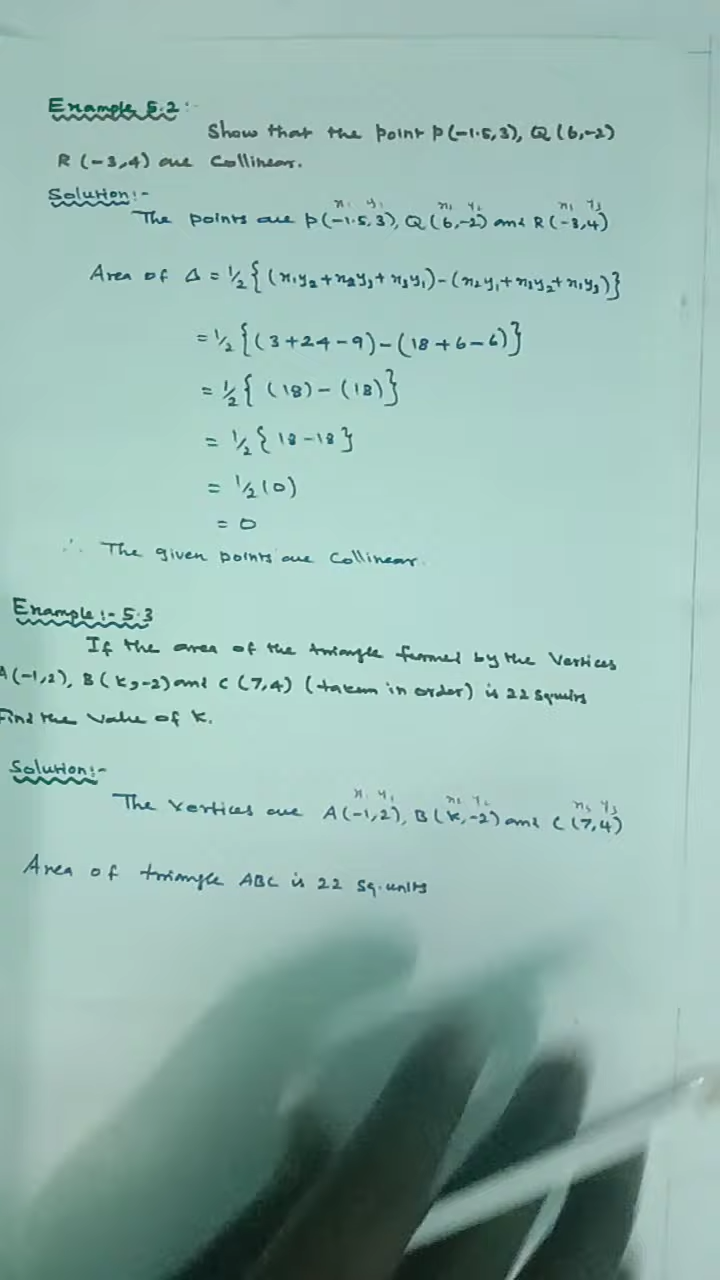 Example 5.2:-
Show that the point P(-1.5,3), Q(6,-2)
R(-3,4) are Collinear.
Solution:-
x₁ y₁ x₂ y₂ x₃ y₃
The points are P(-1.5,3), Q(6,-2) and R(-3,4)
Area of Δ = 1/2{(x₁y₂+x₂y₃+x₃y₁)-(x₂y₁+x₃y₂+x₁y₃)}
= 1/2{(3+24-9)-(18+6-6)}
= 1/2{(18)-(18)}
= 1/2{18-18}
= 1/2(0)
= 0
∴ The given points are Collinear.
Example:- 5.3
If the area of the triangle formed by the vertices
A(-1,2), B(k,-2) and C(7,4) (taken in order) is 22 sq.units
Find the value of K.
Solution:-
x₁ y₁ x₂ y₂ x₃ y₃
The vertices are A(-1,2), B(k,-2) and C(7,4)
Area of triangle ABC is 22 sq.units